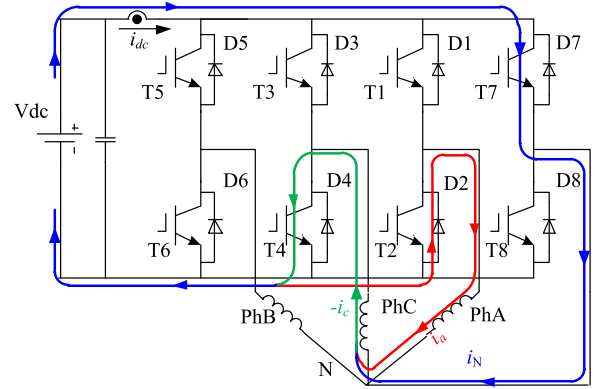 i_dc
D5
D3
D1
D7
T5
T3
T1
T7
Vdc
+
-
D6
D4
D2
D8
T6
T4
T2
T8
PhB
-i_c
PhC
PhA
i_a
N
i_N